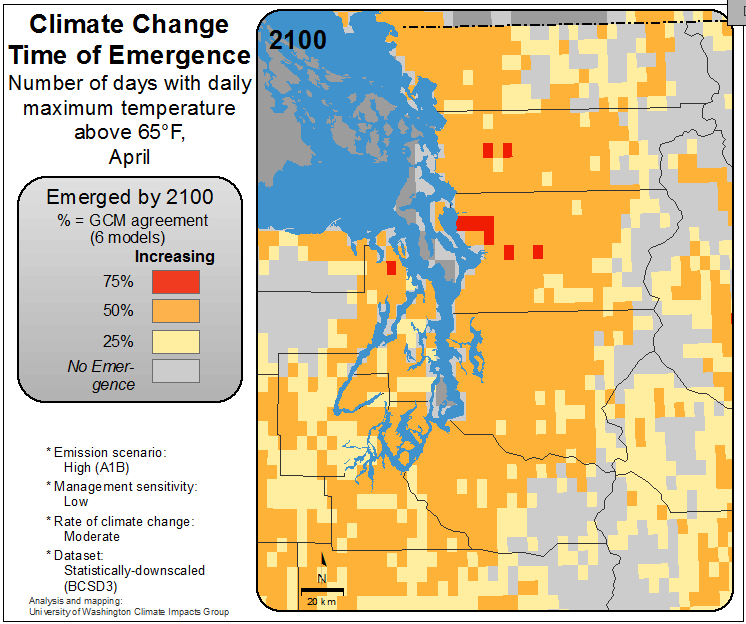 Climate Change
Time of Emergence
Number of days with daily
maximum temperature
above 65°F,
April
Emerged by 2100
% = GCM agreement
(6 models)
Increasing
75%
50%
25%
No Emer-
gence
* Emission scenario:
High (A1B)
* Management sensitivity:
Low
* Rate of climate change:
Moderate
* Dataset:
Statistically-downscaled
(BCSD3)
Analysis and mapping:
University of Washington Climate Impacts Group
2100
N
20 km